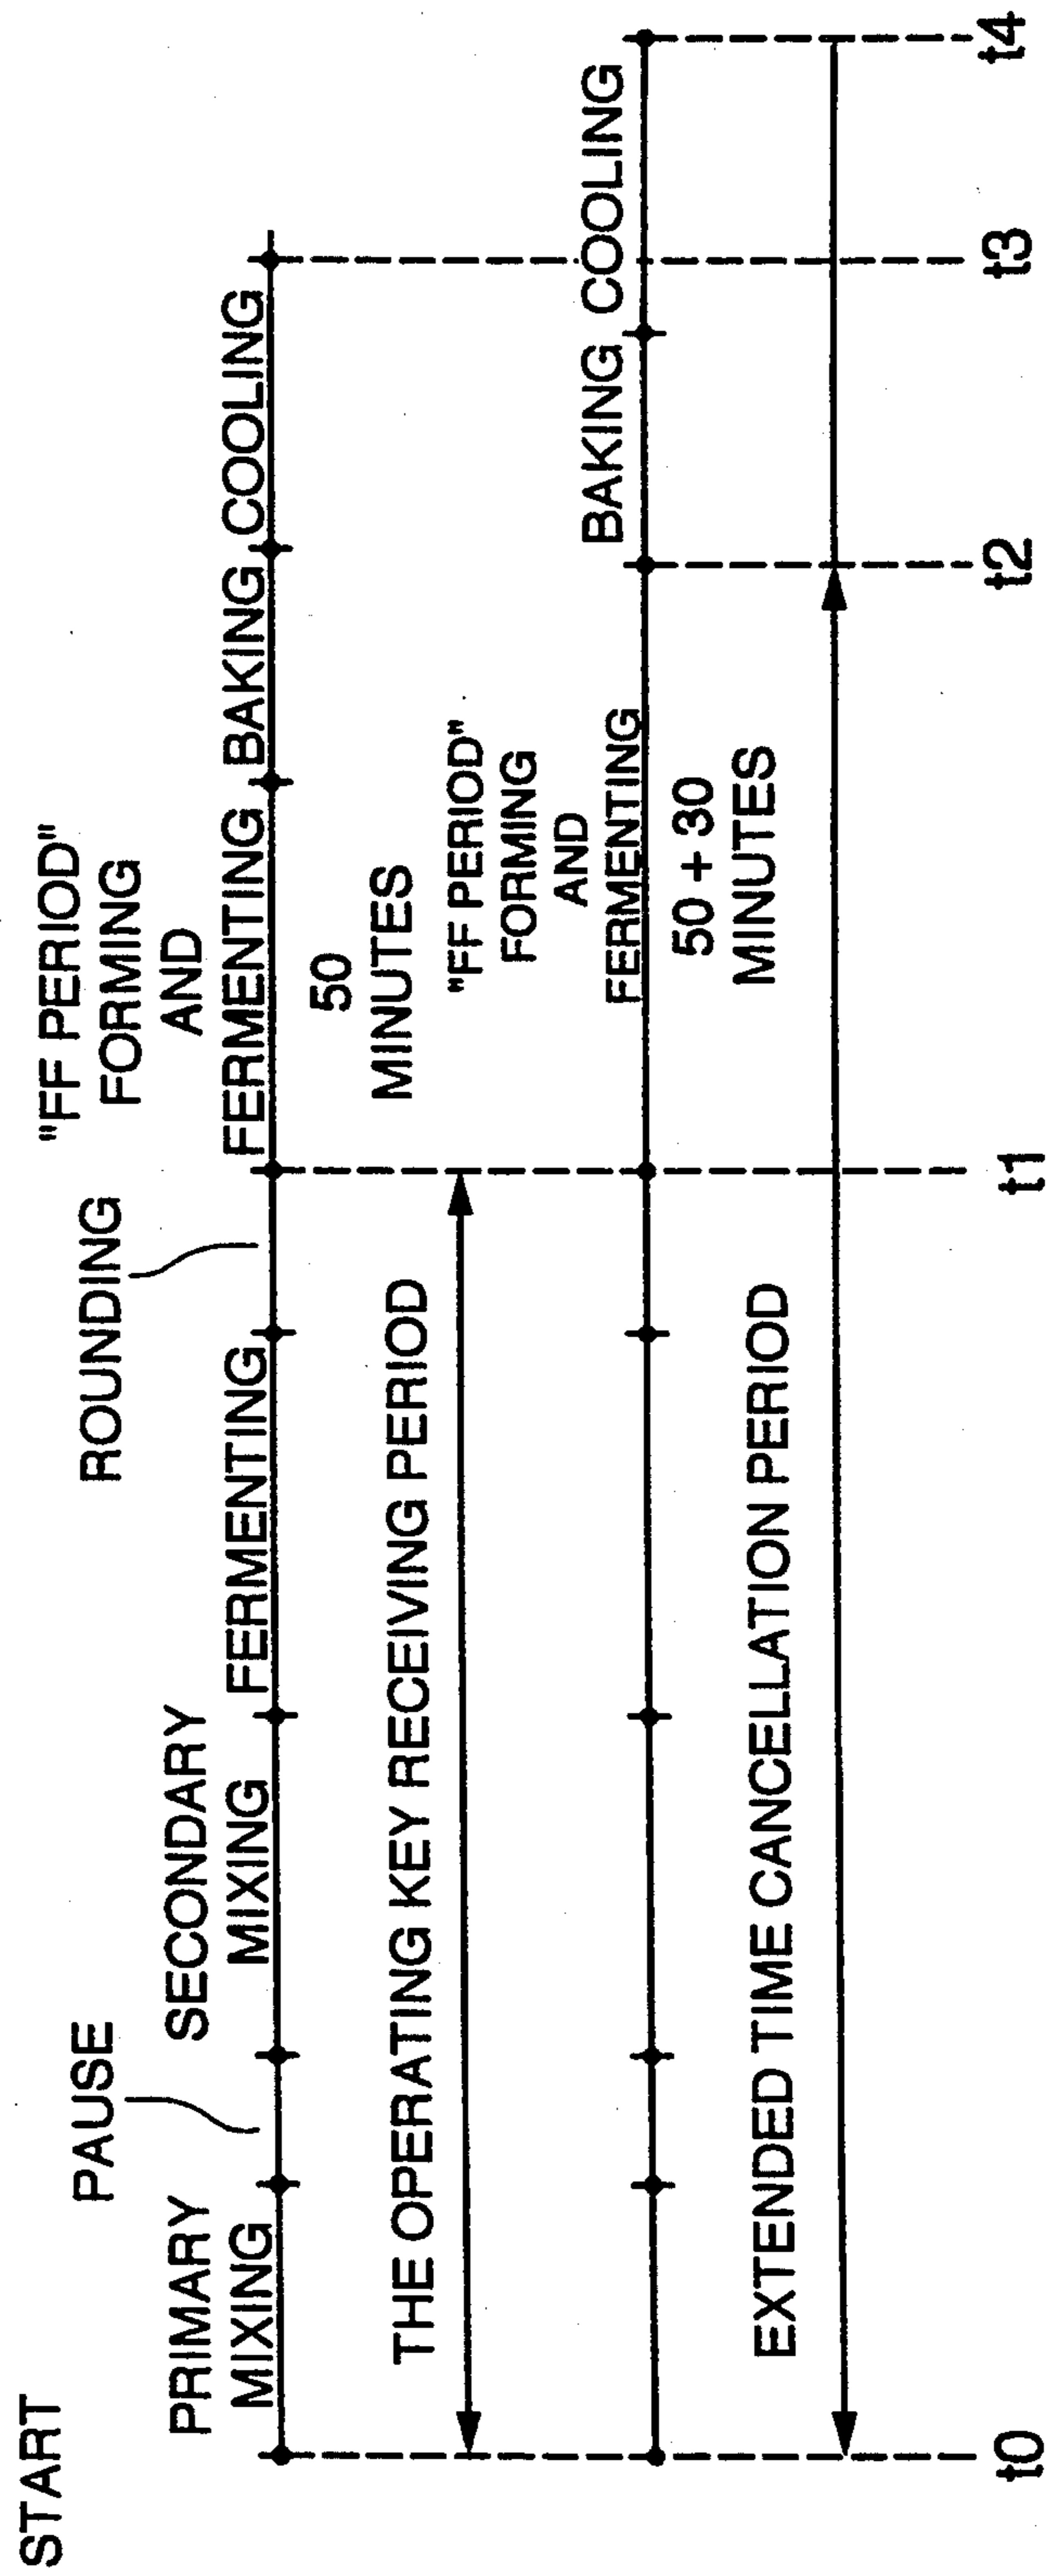 START
PRIMARY
MIXING
PAUSE
SECONDARY
MIXING
FERMENTING
ROUNDING
"FF PERIOD"
FORMING
AND
FERMENTING
BAKING
COOLING
50
MINUTES
THE OPERATING KEY RECEIVING PERIOD
"FF PERIOD"
FORMING
AND
FERMENTING
BAKING
COOLING
50 + 30
MINUTES
EXTENDED TIME CANCELLATION PERIOD
t0
t1
t2
t3
t4